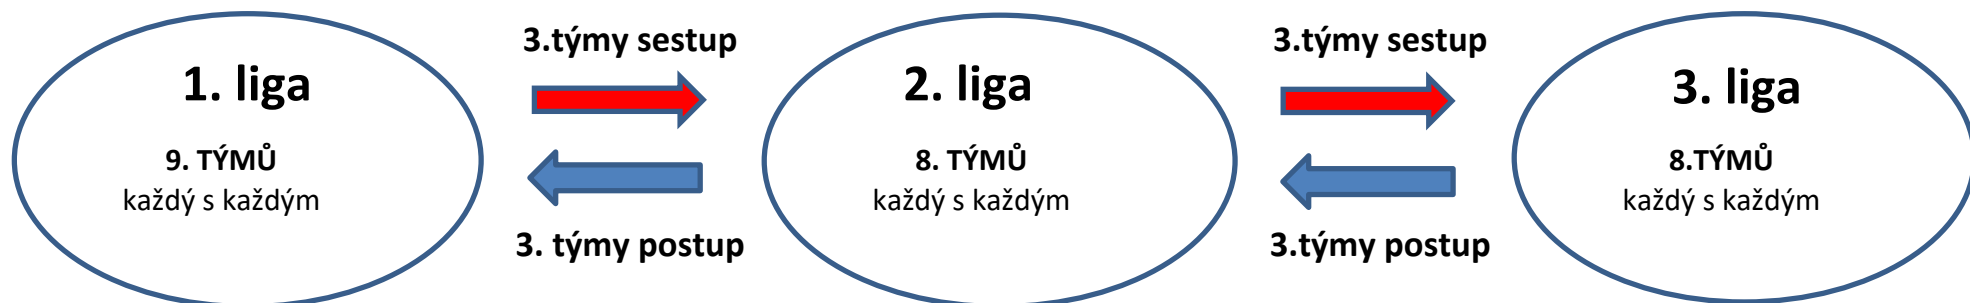 1. liga
9. TÝMŮ
každý s každým
3.týmy sestup
3. týmy postup
2. liga
8. TÝMŮ
každý s každým
3.týmy sestup
3.týmy postup
3. liga
8.TÝMŮ
každý s každým